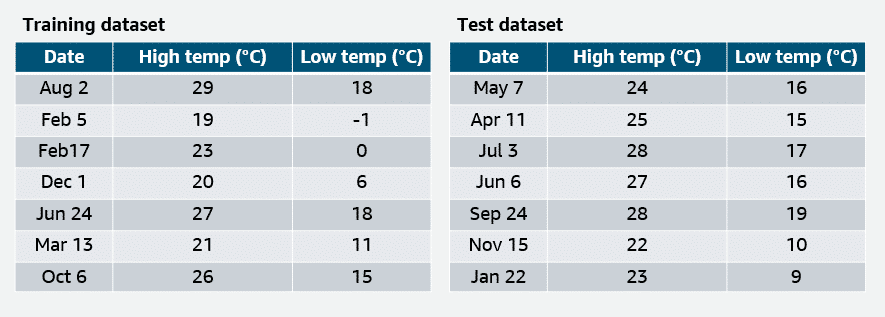 Training dataset
Date High temp (°C) Low temp (°C)
Aug 2 29 18
Feb 5 19 -1
Feb17 23 0
Dec 1 20 6
Jun 24 27 18
Mar 13 21 11
Oct 6 26 15
Test dataset
Date High temp (°C) Low temp (°C)
May 7 24 16
Apr 11 25 15
Jul 3 28 17
Jun 6 27 16
Sep 24 28 19
Nov 15 22 10
Jan 22 23 9